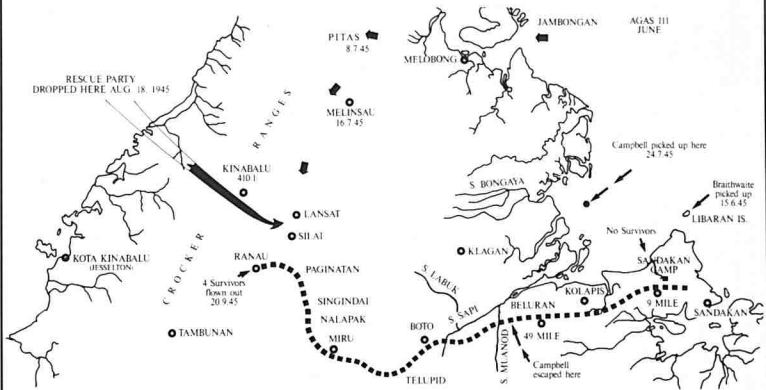 PITAS
8.7.45
JAMBONGAN
AGAS III
JUNE
MELOBONG
RESCUE PARTY
DROPPED HERE AUG. 18. 1945
MELINSAU
16.7.45
RANGES
CROCKER
KINABALU
4101
Campbell picked up here
24.7.45
S. BONGAYA
Braithwaite
picked up
15.6.45
LIBARAN IS.
LANSAT
SILAT
No Survivors
SANDAKAN
CAMP
KOTA KINABALU
(JESSELTON)
RANAU
PAGINATAN
KLAGAN
S. LABUK
4 Survivors
flown out
20.9.45
SINGINDAI
NALAPAK
S. SAPI
BELURAN
KOLAPIS
9 MILE
SANDAKAN
TAMBUNAN
MIRU
BOTO
49 MILE
S. MUANOD
TELUPID
Campbell
escaped here